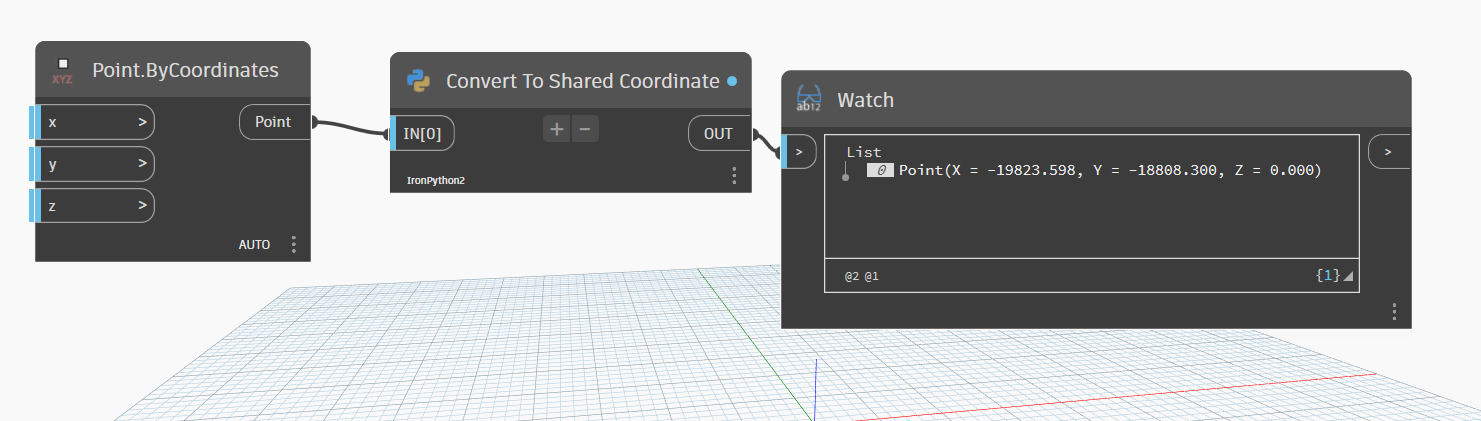 XYZ
Point.ByCoordinates
x >
y >
z >
Point
AUTO
Convert To Shared Coordinate
IN[0]
+ −
OUT
IronPython2
ab12
Watch
>
List
0 Point(X = -19823.598, Y = -18808.300, Z = 0.000)
@2 @1
{1}
>